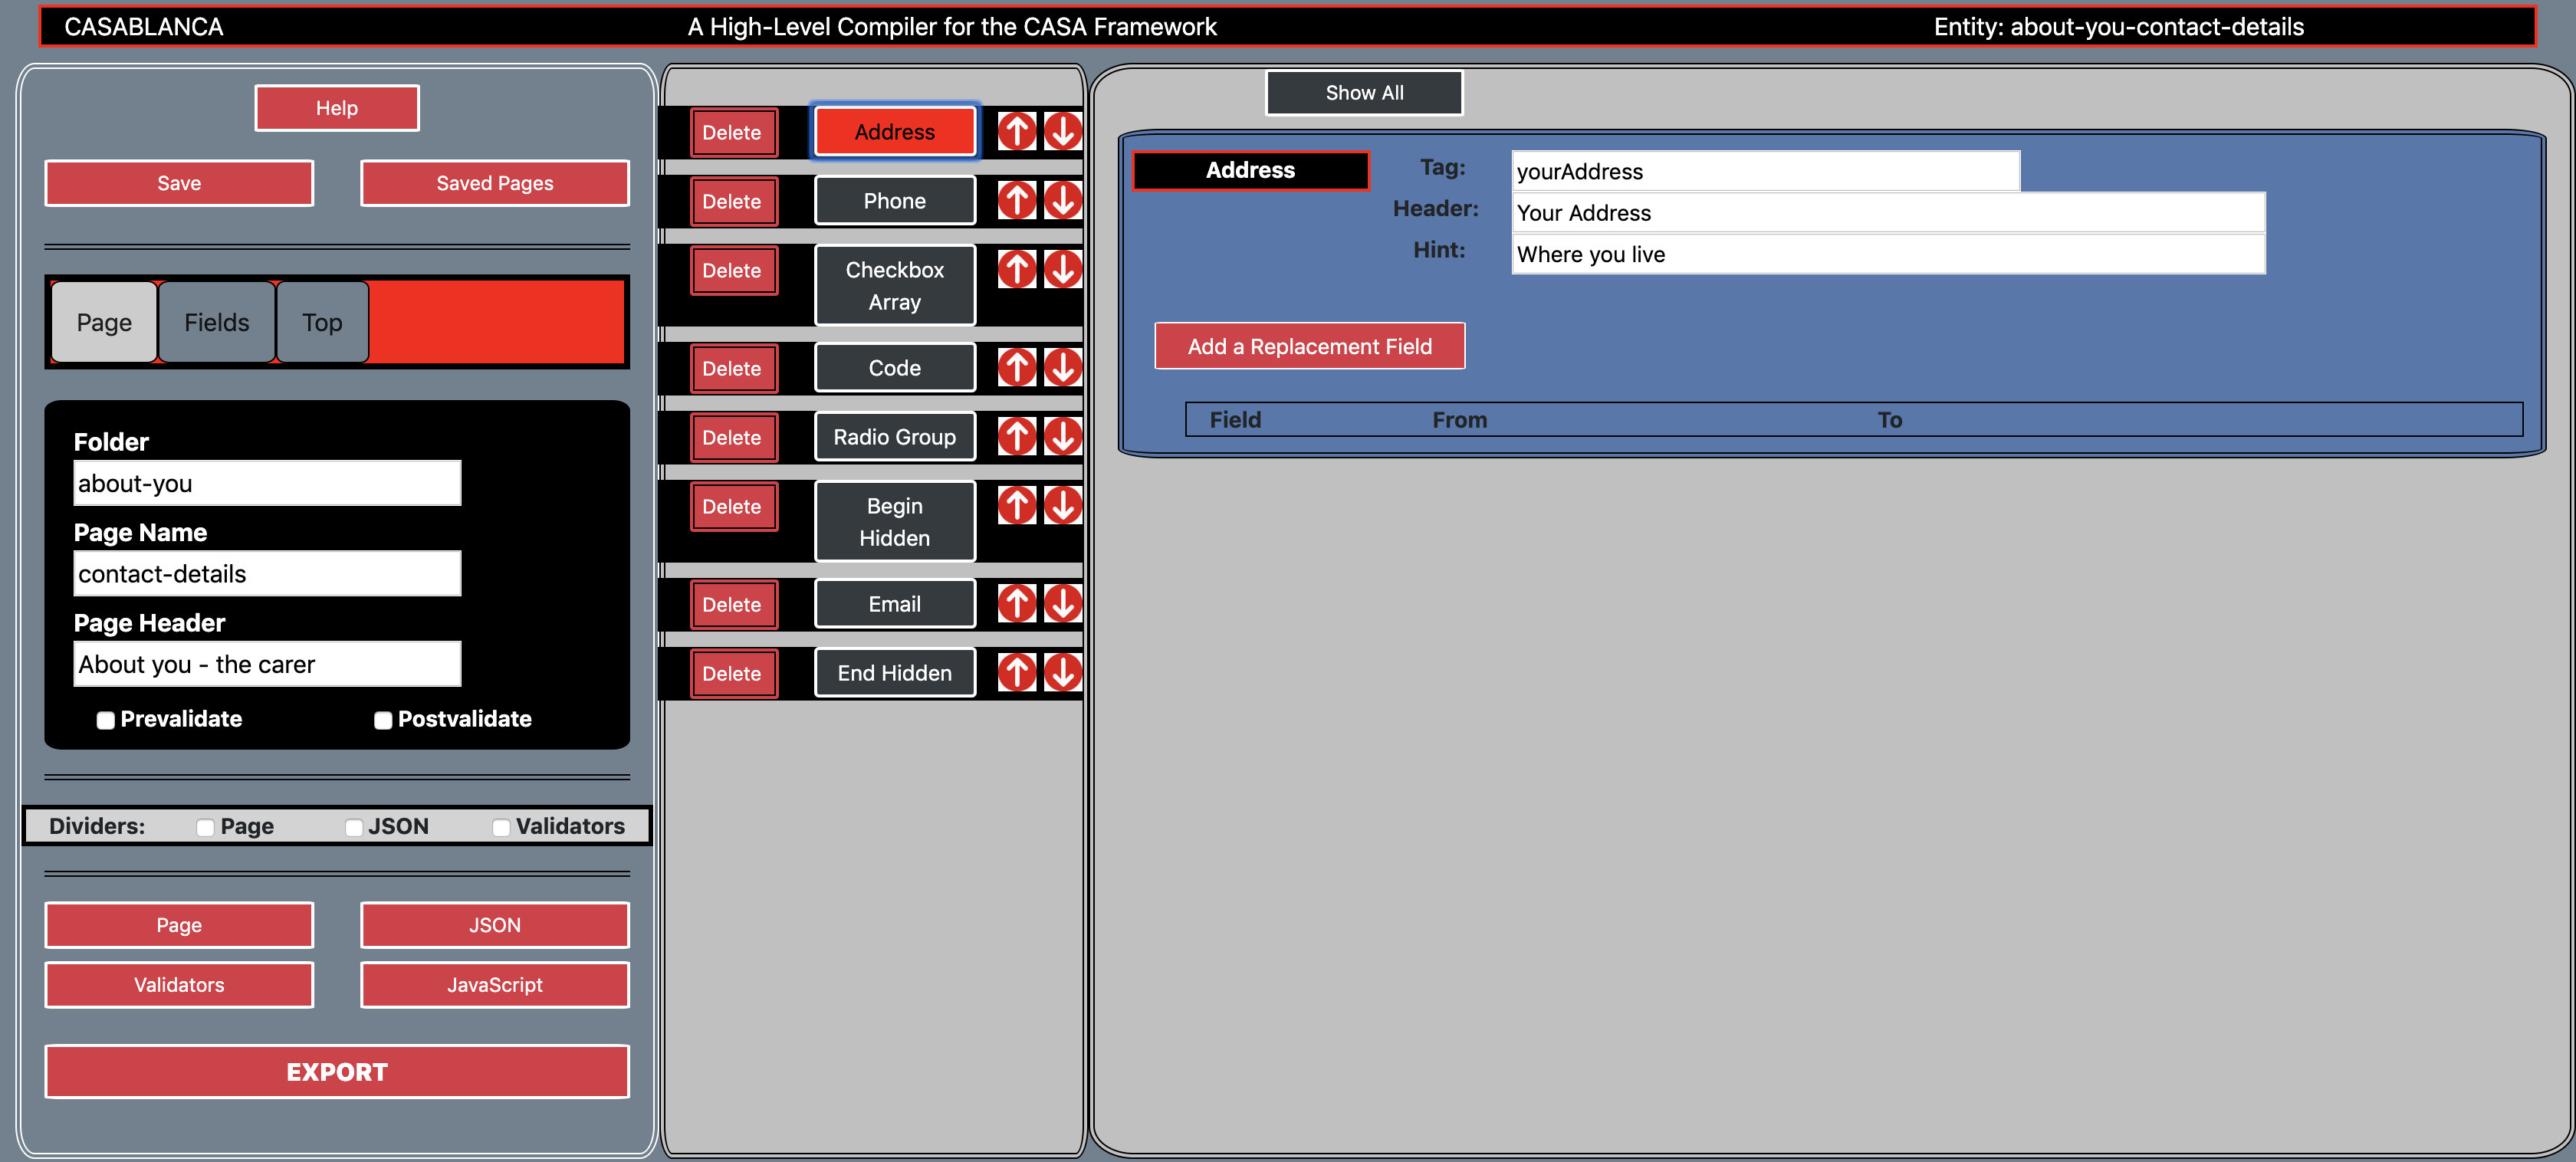 CASABLANCA
A High-Level Compiler for the CASA Framework
Entity: about-you-contact-details
Help
Save
Saved Pages
Page
Fields
Top
Folder
about-you
Page Name
contact-details
Page Header
About you - the carer
Prevalidate
Postvalidate
Dividers:
Page
JSON
Validators
Page
JSON
Validators
JavaScript
EXPORT
Delete
Address
Delete
Phone
Delete
Checkbox
Array
Delete
Code
Delete
Radio Group
Delete
Begin
Hidden
Delete
Email
Delete
End Hidden
Show All
Address
Tag:
yourAddress
Header:
Your Address
Hint:
Where you live
Add a Replacement Field
Field
From
To